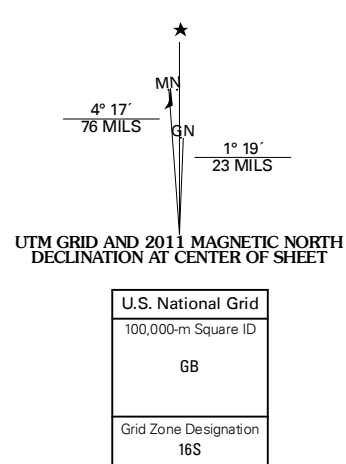 MN
4° 17´
76 MILS
GN
1° 19´
23 MILS
UTM GRID AND 2011 MAGNETIC NORTH
DECLINATION AT CENTER OF SHEET
U.S. National Grid
100,000-m Square ID
GB
Grid Zone Designation
16S